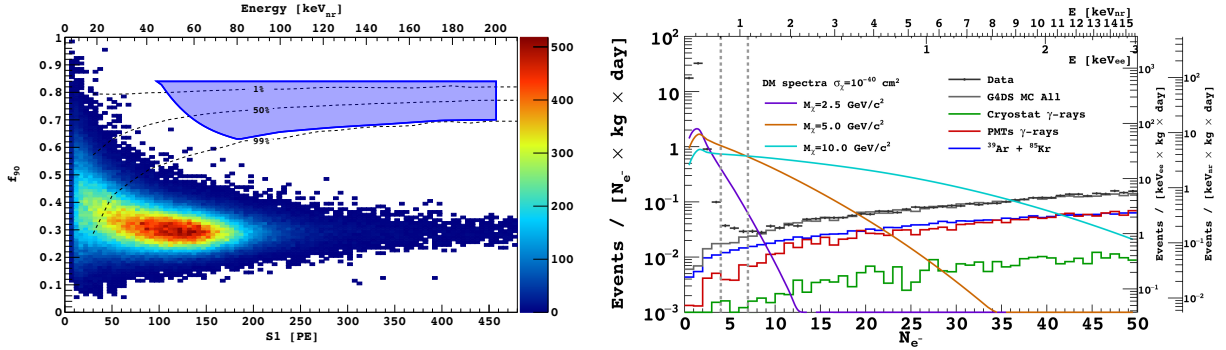 Energy [keVnr]
0 20 40 60 80 100 120 140 160 180 200
f90
1
0.9
0.8
0.7
0.6
0.5
0.4
0.3
0.2
0.1
0
1%
50%
99%
0 50 100 150 200 250 300 350 400 450
S1 [PE]
500
400
300
200
100
0
E [keVnr]
1 2 3 4 5 6 7 8 9 10 11 12 13 14 15
1 2 3
E [keVee]
Events / [Ne- × kg × day]
10²
10
1
10⁻¹
10⁻²
10⁻³
DM spectra σχ=10⁻⁴⁰ cm²
Mχ=2.5 GeV/c²
Mχ=5.0 GeV/c²
Mχ=10.0 GeV/c²
Data
G4DS MC All
Cryostat γ-rays
PMTs γ-rays
³⁹Ar + ⁸⁵Kr
0 5 10 15 20 25 30 35 40 45 50
Ne-
10³
10²
10
1
10⁻¹
Events / [keVee × kg × day]
10²
10
1
10⁻¹
10⁻²
Events / [keVnr × kg × day]